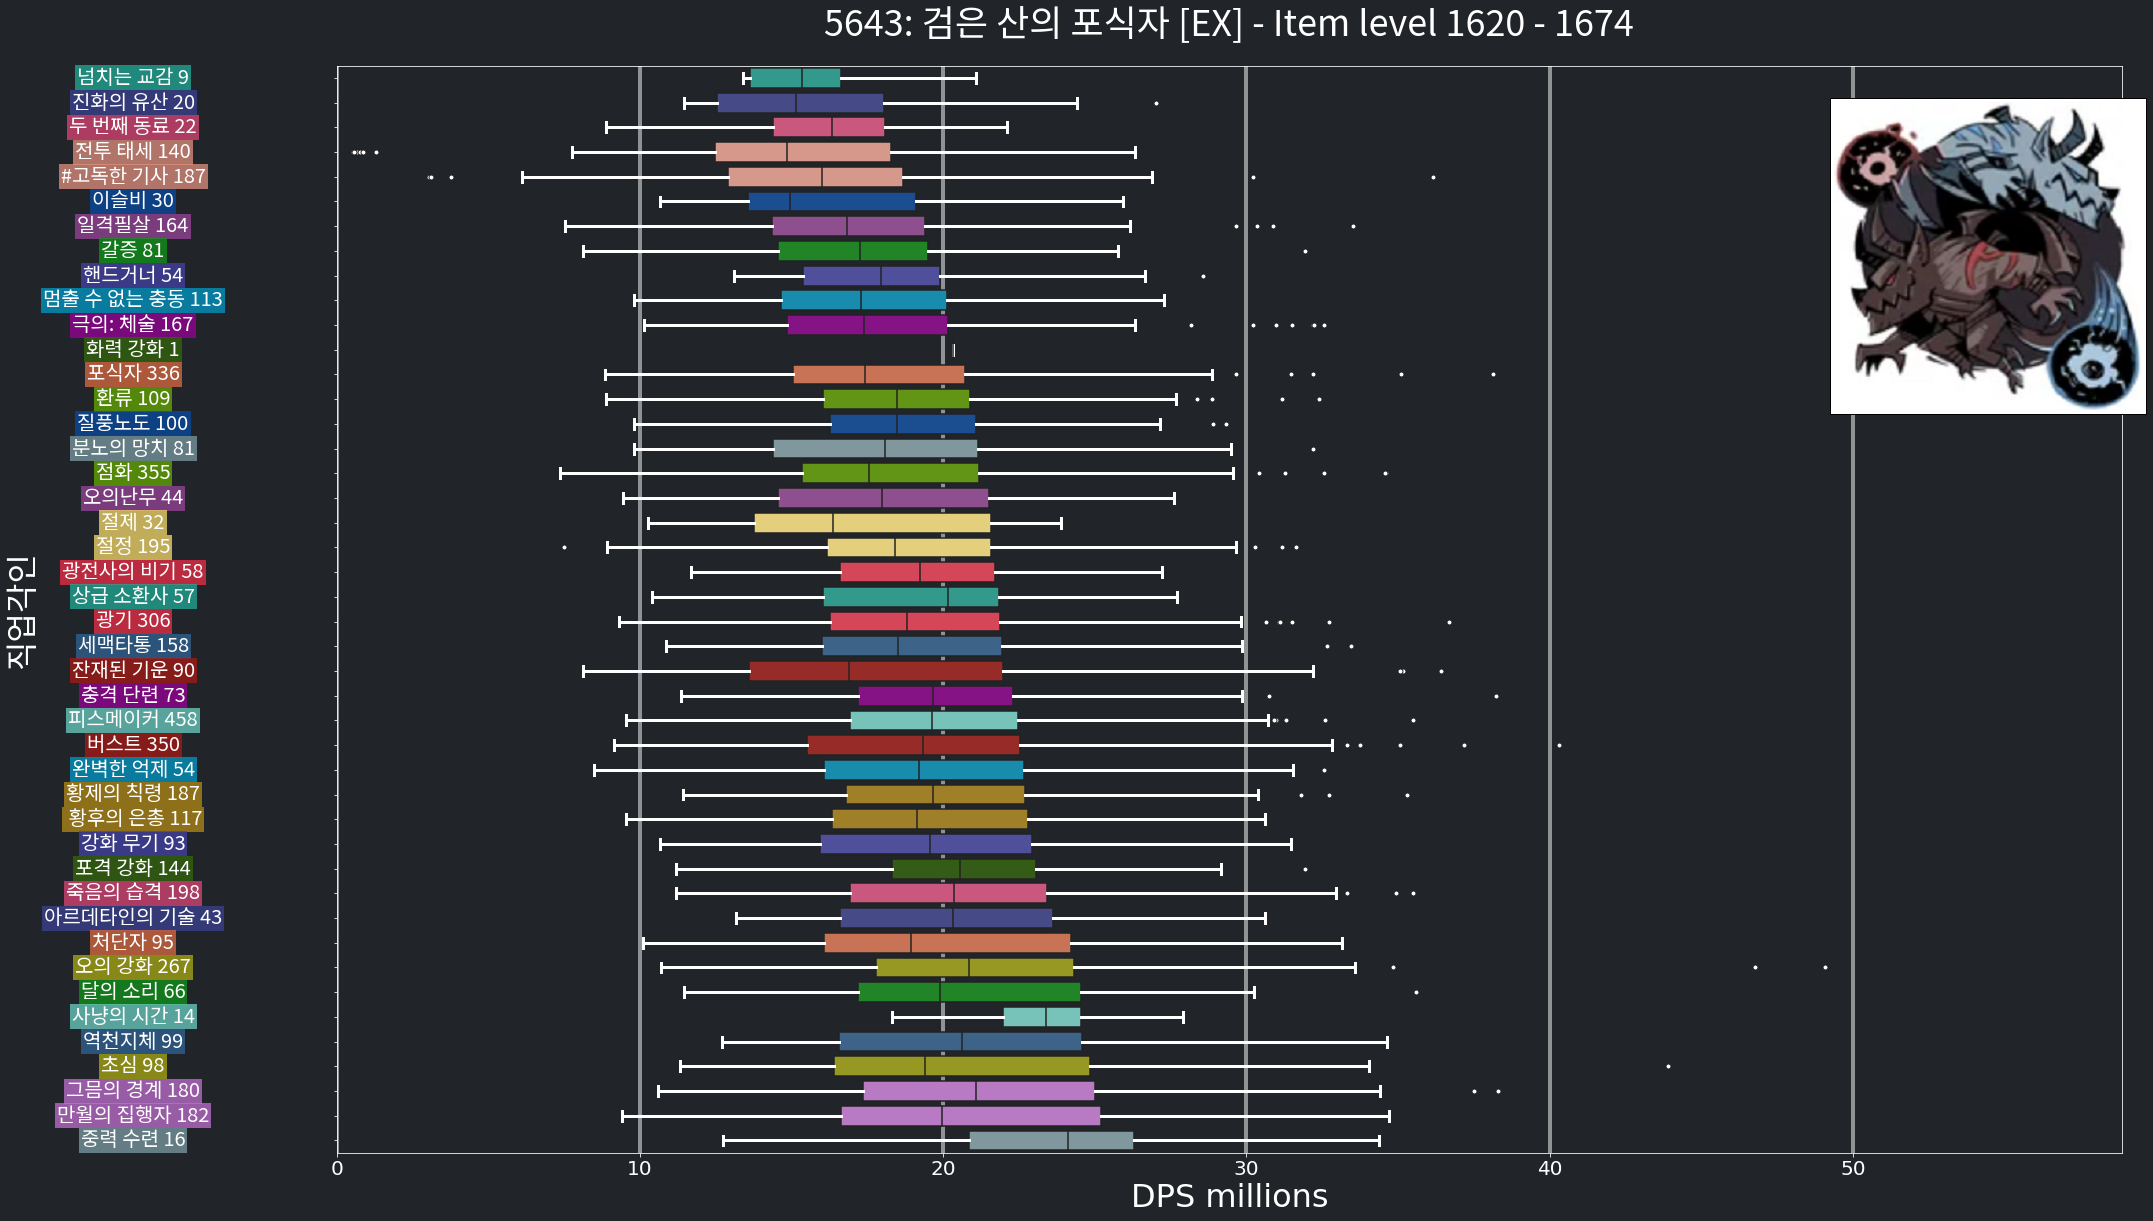 5643: 검은 산의 포식자 [EX] - Item level 1620 - 1674
넘치는 교감 9
진화의 유산 20
두 번째 동료 22
전투 태세 140
#고독한 기사 187
이슬비 30
일격필살 164
갈증 81
핸드거너 54
멈출 수 없는 충동 113
극의: 체술 167
화력 강화 1
포식자 336
환류 109
질풍노도 100
분노의 망치 81
점화 355
오의난무 44
절제 32
절정 195
광전사의 비기 58
상급 소환사 57
광기 306
세맥타통 158
잔재된 기운 90
충격 단련 73
피스메이커 458
버스트 350
완벽한 억제 54
황제의 칙령 187
황후의 은총 117
강화 무기 93
포격 강화 144
죽음의 습격 198
아르데타인의 기술 43
처단자 95
오의 강화 267
달의 소리 66
사냥의 시간 14
역천지체 99
초심 98
그믐의 경계 180
만월의 집행자 182
중력 수련 16
직업각인
0 10 20 30 40 50
DPS millions